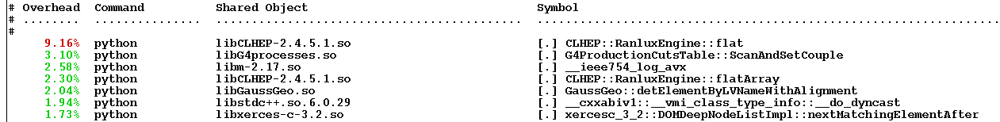 # Overhead  Command          Shared Object                                      Symbol
# ........  ...............  .................................................  ......................................................................
#
     9.16%  python           libCLHEP-2.4.5.1.so                                [.] CLHEP::RanluxEngine::flat
     3.10%  python           libG4processes.so                                  [.] G4ProductionCutsTable::ScanAndSetCouple
     2.58%  python           libm-2.17.so                                       [.] __ieee754_log_avx
     2.30%  python           libCLHEP-2.4.5.1.so                                [.] CLHEP::RanluxEngine::flatArray
     2.04%  python           libGaussGeo.so                                     [.] GaussGeo::detElementByLVNameWithAlignment
     1.94%  python           libstdc++.so.6.0.29                                [.] __cxxabiv1::__vmi_class_type_info::__do_dyncast
     1.73%  python           libxerces-c-3.2.so                                 [.] xercesc_3_2::DOMDeepNodeListImpl::nextMatchingElementAfter